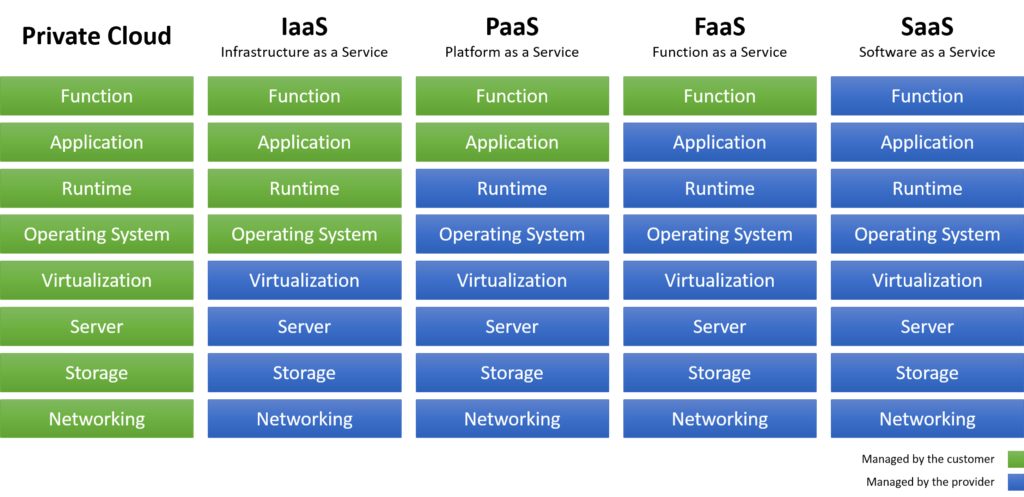 Private Cloud
IaaS
Infrastructure as a Service
PaaS
Platform as a Service
FaaS
Function as a Service
SaaS
Software as a Service
Function
Function
Function
Function
Function
Application
Application
Application
Application
Application
Runtime
Runtime
Runtime
Runtime
Runtime
Operating System
Operating System
Operating System
Operating System
Operating System
Virtualization
Virtualization
Virtualization
Virtualization
Virtualization
Server
Server
Server
Server
Server
Storage
Storage
Storage
Storage
Storage
Networking
Networking
Networking
Networking
Networking
Managed by the customer
Managed by the provider